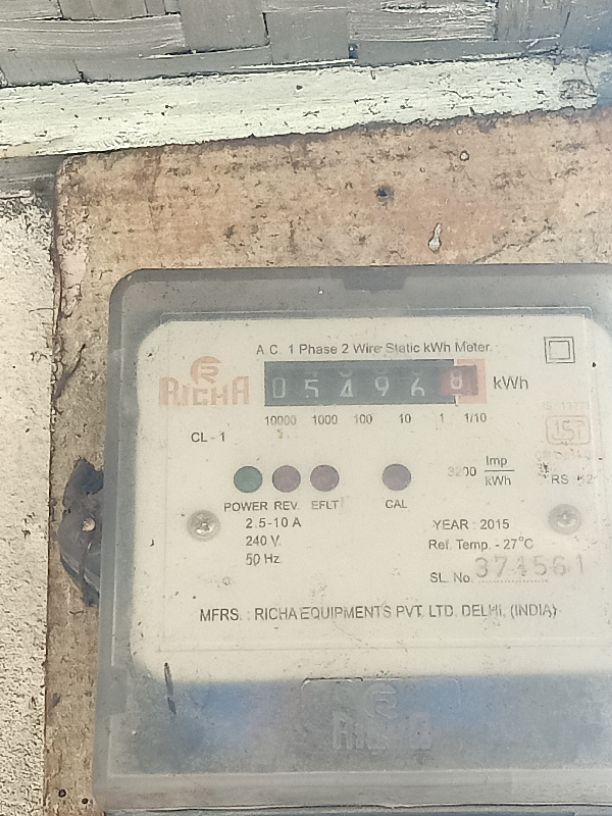 A.C. 1 Phase 2 Wire Static kWh Meter.
RICHA
054968 kWh
10000 1000 100 10 1 1/10
CL - 1
3200 Imp/kWh
POWER REV. EFLT CAL
2.5-10 A
240 V.
50 Hz.
YEAR : 2015
Ref. Temp. - 27°C
SL. No. 371561
MFRS. : RICHA EQUIPMENTS PVT. LTD. DELHI, (INDIA)
RICHA